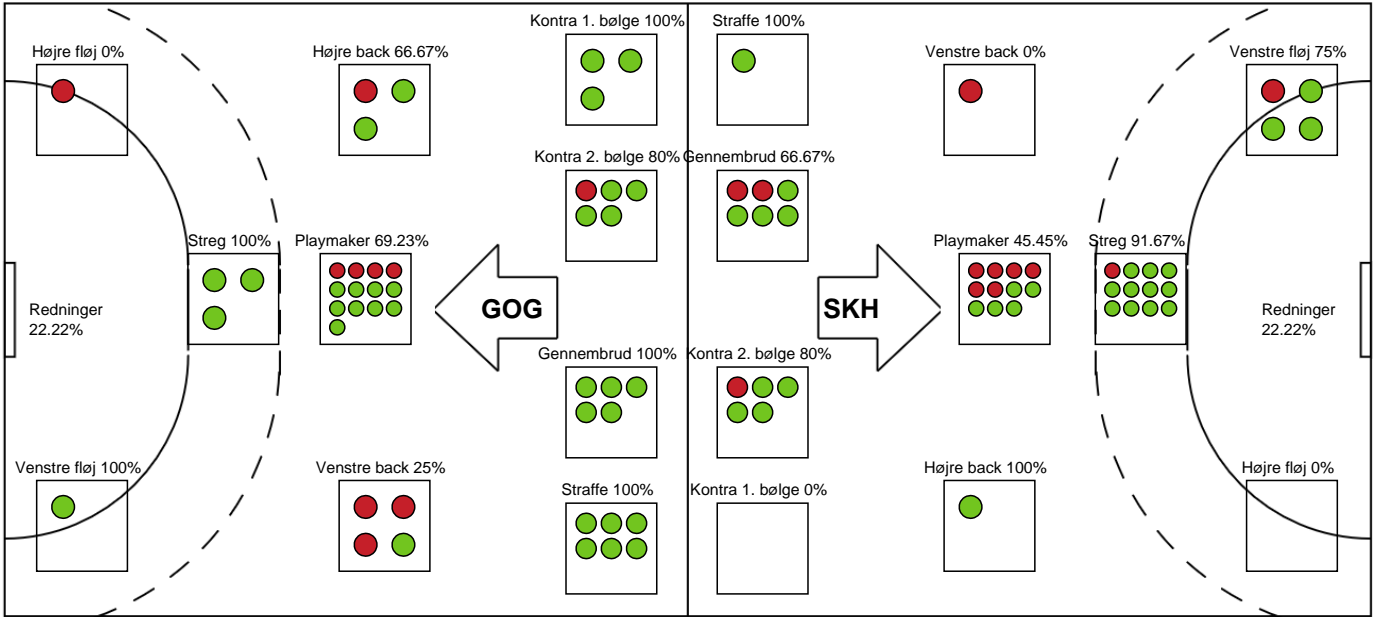 Kontra 1. bølge 100%
Straffe 100%
Højre fløj 0%
Højre back 66.67%
Venstre back 0%
Venstre fløj 75%
Kontra 2. bølge 80%
Gennembrud 66.67%
Streg 100%
Playmaker 69.23%
Playmaker 45.45%
Streg 91.67%
Redninger
22.22%
GOG
SKH
Redninger
22.22%
Gennembrud 100%
Kontra 2. bølge 80%
Venstre fløj 100%
Venstre back 25%
Højre back 100%
Højre fløj 0%
Straffe 100%
Kontra 1. bølge 0%